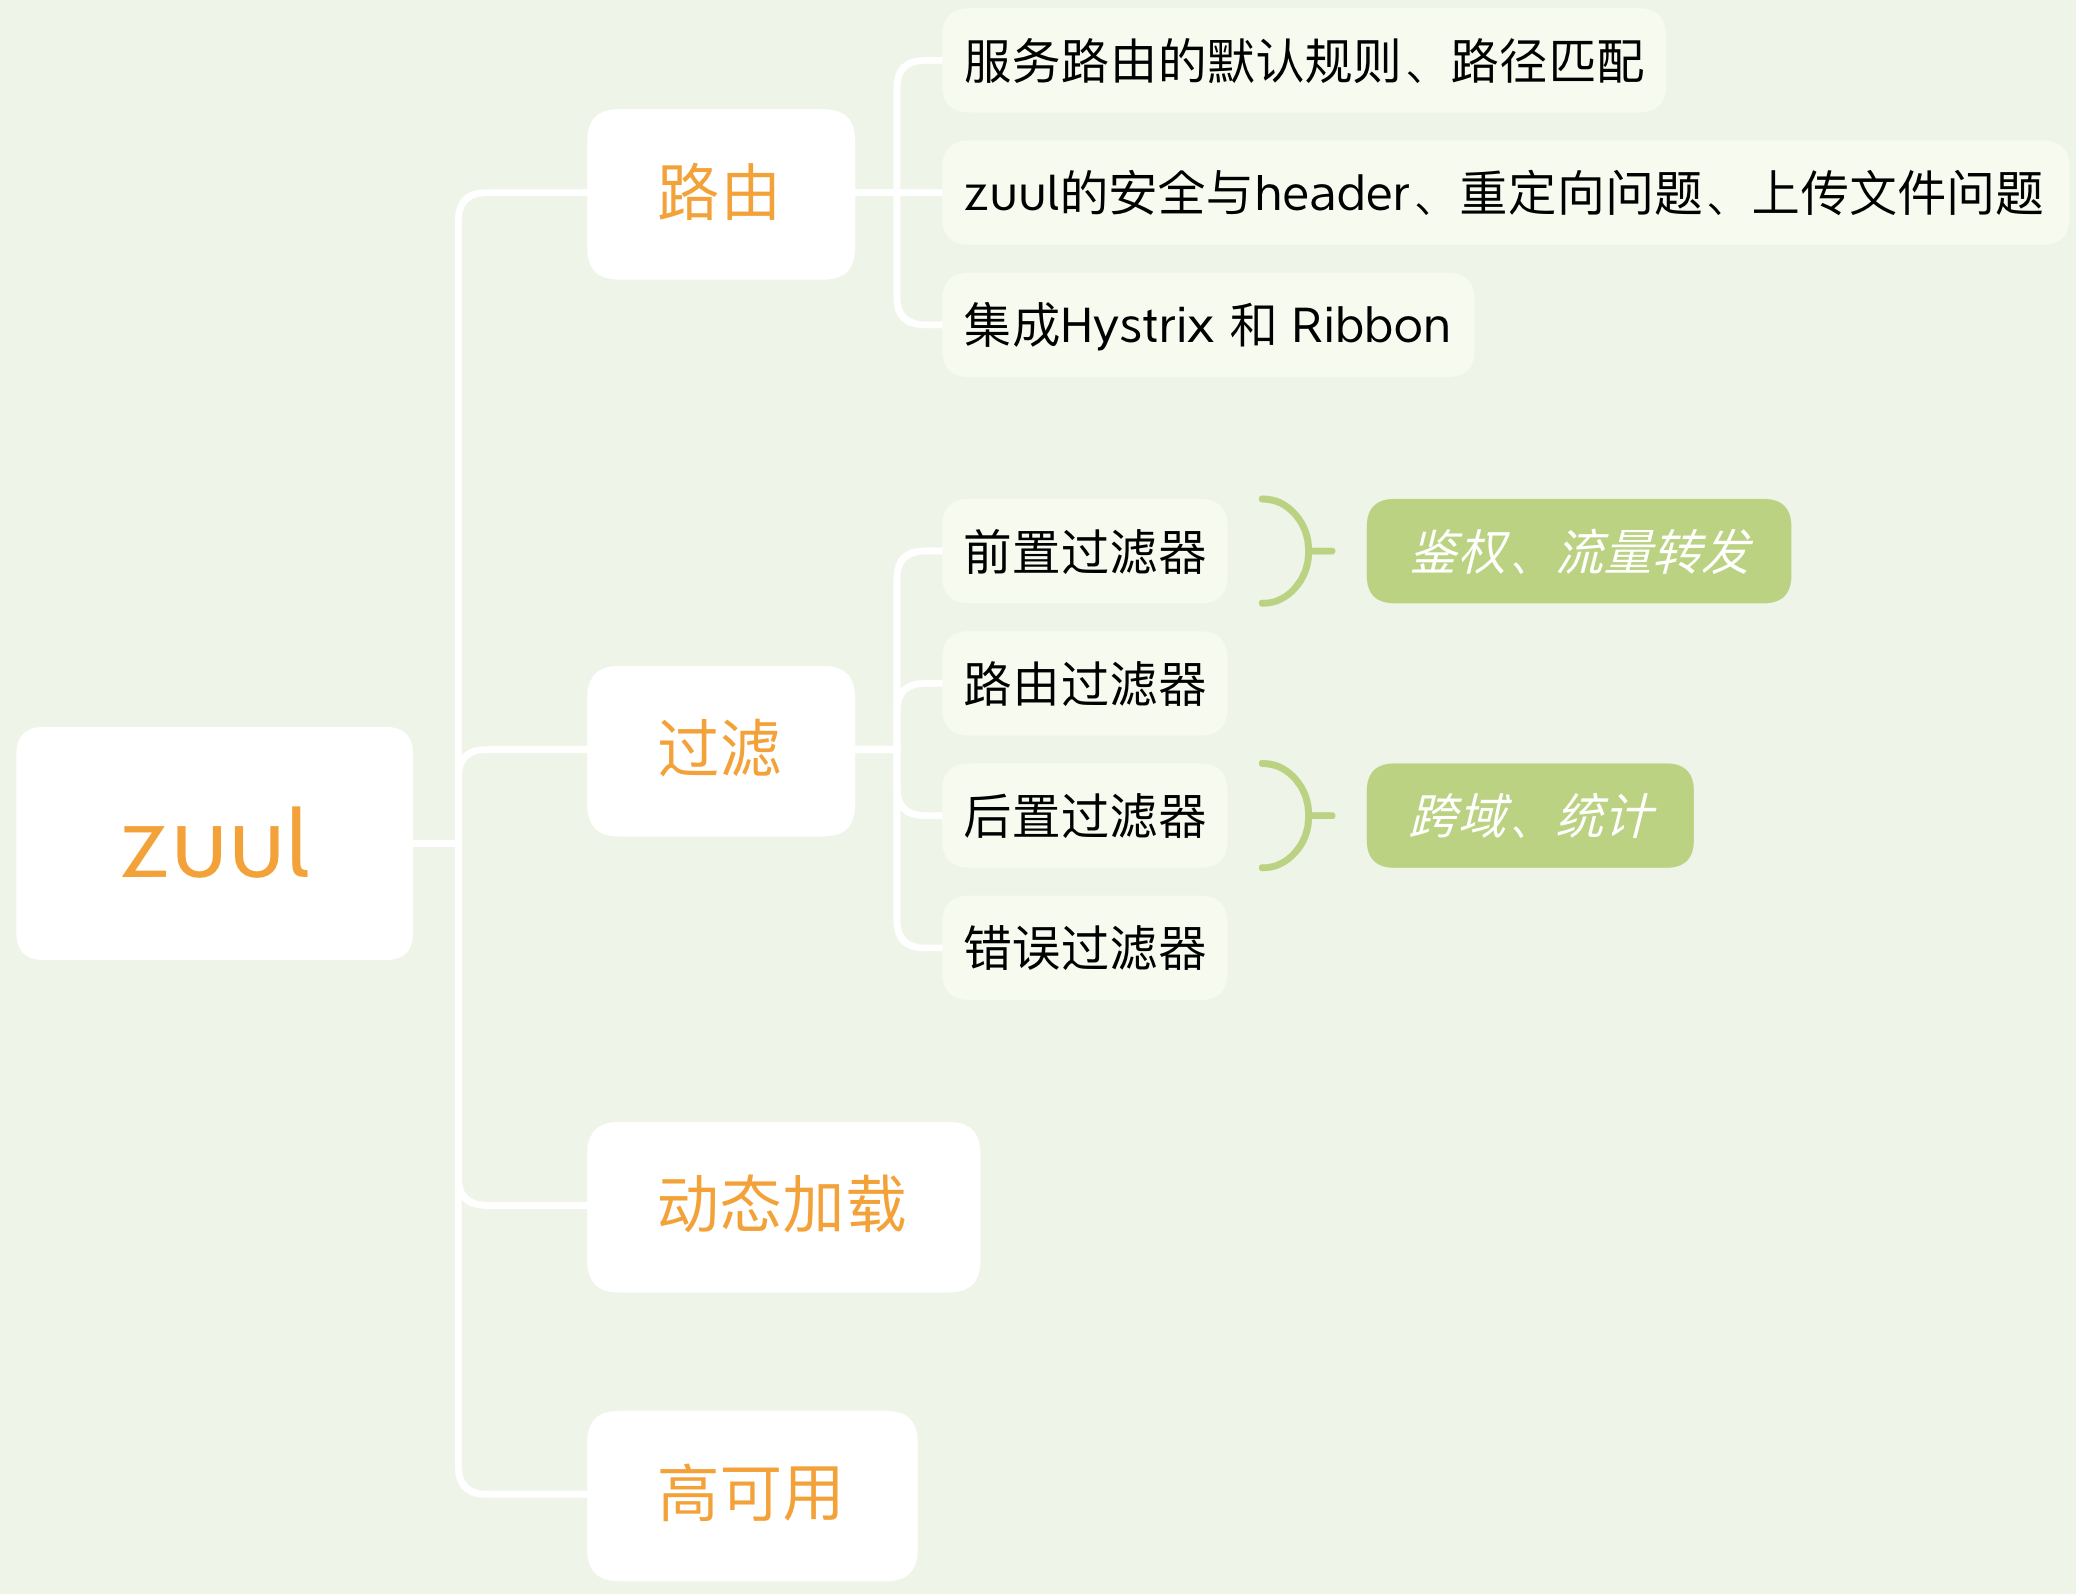 zuul
路由
服务路由的默认规则、路径匹配
zuul的安全与header、重定向问题、上传文件问题
集成Hystrix 和 Ribbon
过滤
前置过滤器
鉴权、流量转发
路由过滤器
后置过滤器
跨域、统计
错误过滤器
动态加载
高可用